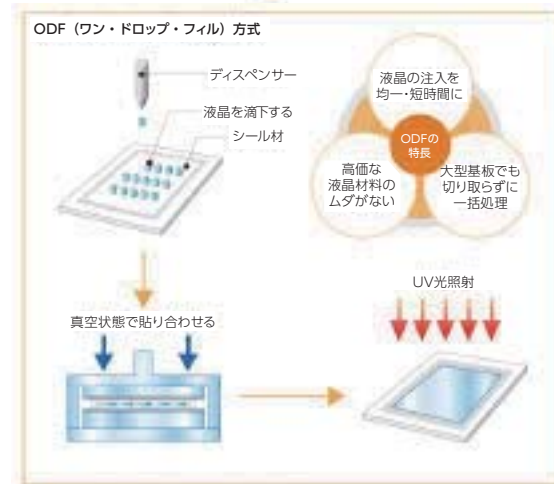 ODF（ワン・ドロップ・フィル）方式
ディスペンサー
液晶を滴下する
シール材
液晶の注入を
均一・短時間に
ODFの
特長
高価な
液晶材料の
ムダがない
大型基板でも
切り取らずに
一括処理
真空状態で貼り合わせる
UV光照射